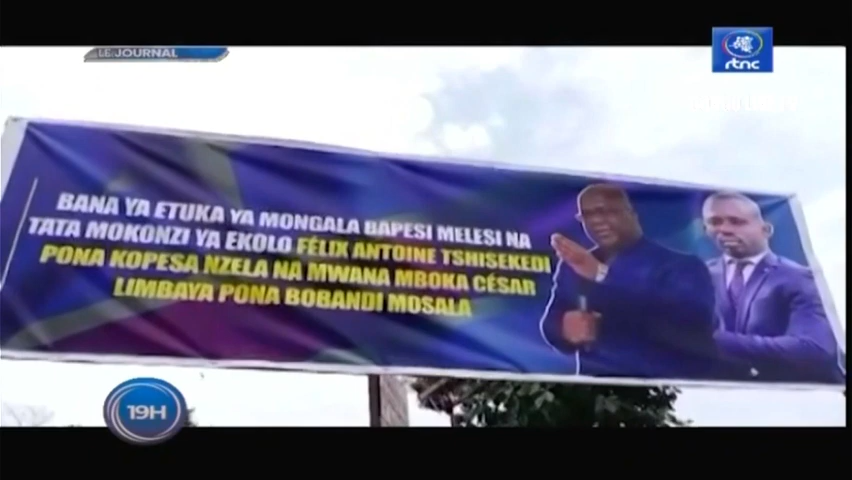 LE JOURNAL
rtnc
BANA YA ETUKA YA MONGALA BAPESI MELESI NA
TATA MOKONZI YA EKOLO FÉLIX ANTOINE TSHISEKEDI
PONA KOPESA NZELA NA MWANA MBOKA CÉSAR
LIMBAYA PONA BOBANDI MOSALA
19H